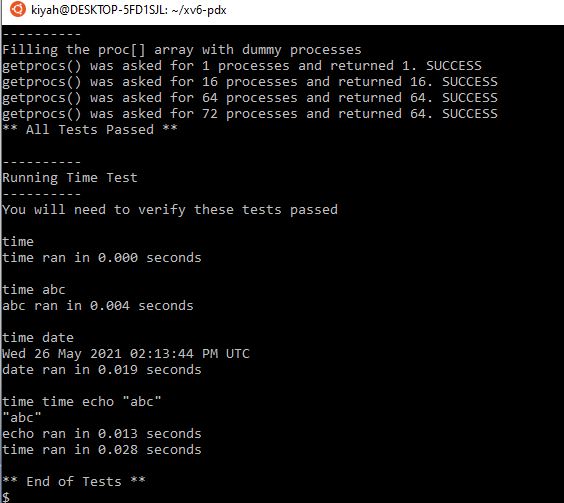 kiyah@DESKTOP-5FD1SJL: ~/xv6-pdx
----------
Filling the proc[] array with dummy processes
getprocs() was asked for 1 processes and returned 1. SUCCESS
getprocs() was asked for 16 processes and returned 16. SUCCESS
getprocs() was asked for 64 processes and returned 64. SUCCESS
getprocs() was asked for 72 processes and returned 64. SUCCESS
** All Tests Passed **
----------
Running Time Test
----------
You will need to verify these tests passed
time
time ran in 0.000 seconds
time abc
abc ran in 0.004 seconds
time date
Wed 26 May 2021 02:13:44 PM UTC
date ran in 0.019 seconds
time time echo "abc"
"abc"
echo ran in 0.013 seconds
time ran in 0.028 seconds
** End of Tests **
$